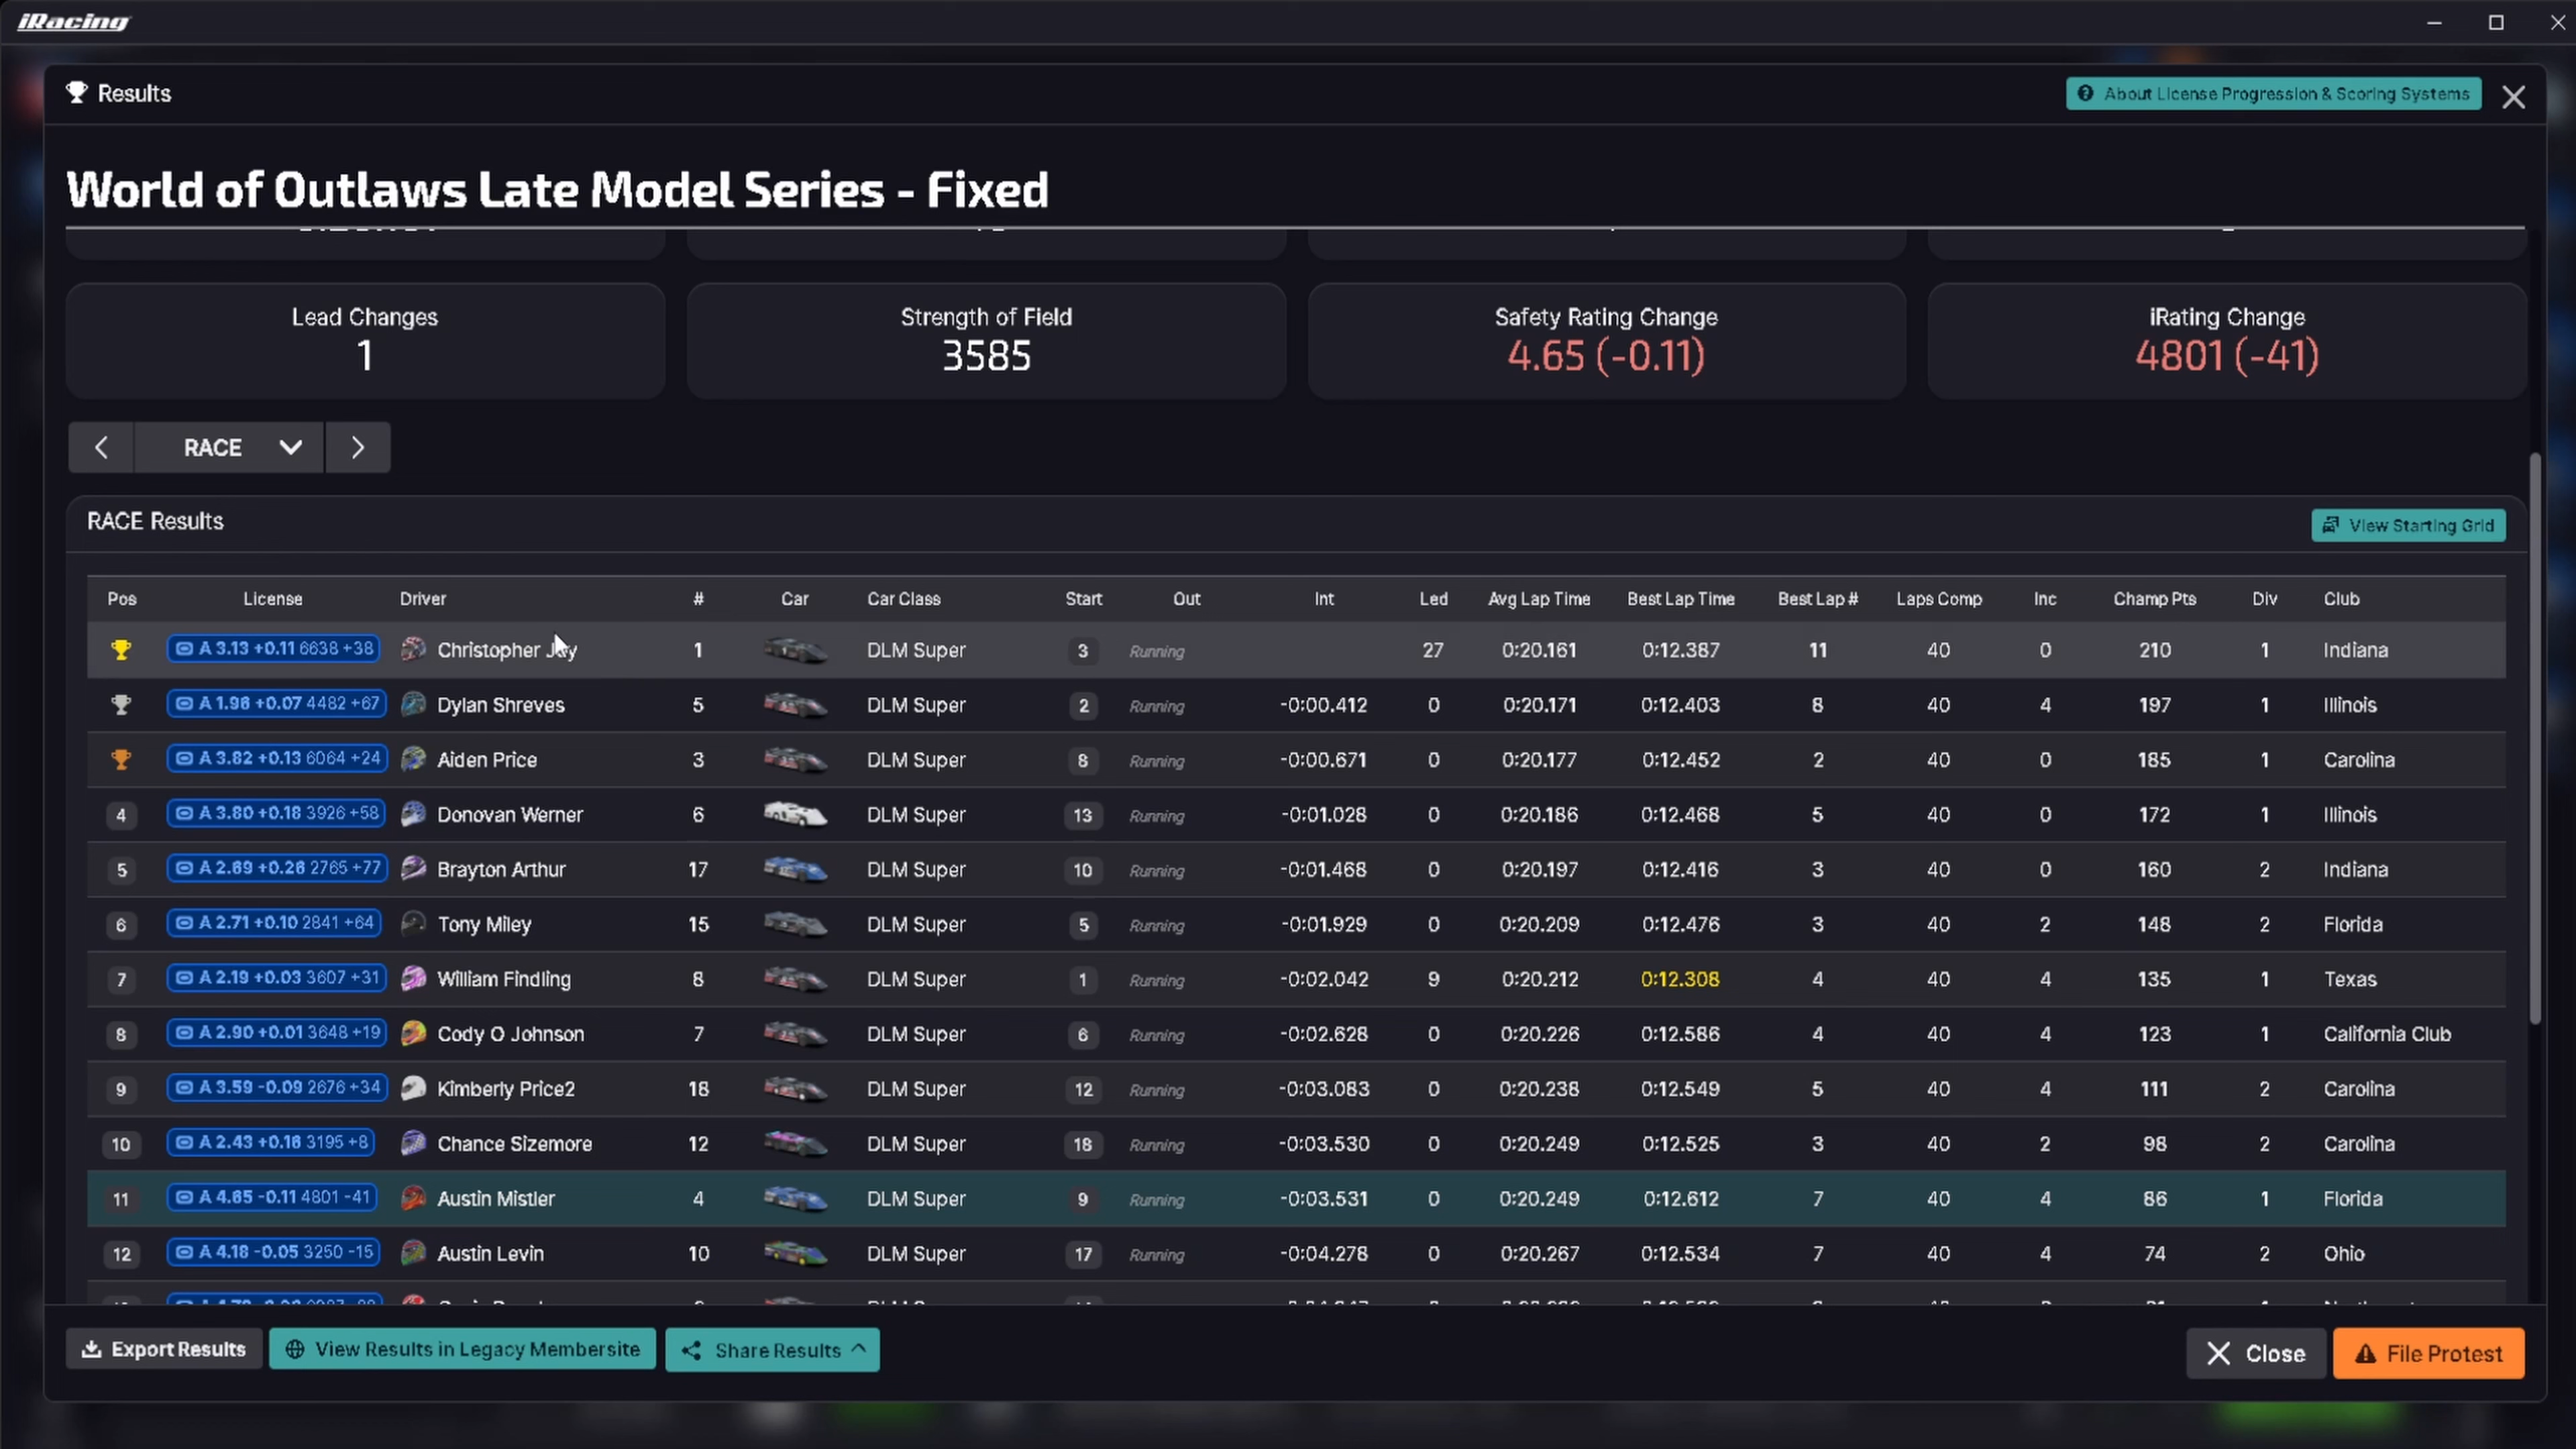 iRacing
Results
About License Progression & Scoring Systems
World of Outlaws Late Model Series - Fixed
Lead Changes
1
Strength of Field
3585
Safety Rating Change
4.65 (-0.11)
iRating Change
4801 (-41)
RACE
RACE Results
View Starting Grid
Pos License Driver # Car Car Class Start Out Int Led Avg Lap Time Best Lap Time Best Lap # Laps Comp Inc Champ Pts Div Club
A 3.13 +0.11 6638 +38 Christopher 1 DLM Super 3 Running 27 0:20.161 0:12.387 11 40 0 210 1 Indiana
A 1.96 +0.07 4482 +67 Dylan Shreves 5 DLM Super 2 Running -0:00.412 0 0:20.171 0:12.403 8 40 4 197 1 Illinois
A 3.82 +0.13 6064 +24 Aiden Price 3 DLM Super 8 Running -0:00.671 0 0:20.177 0:12.452 2 40 0 185 1 Carolina
4 A 3.80 +0.18 3926 +58 Donovan Werner 6 DLM Super 13 Running -0:01.028 0 0:20.186 0:12.468 5 40 0 172 1 Illinois
5 A 2.69 +0.26 2765 +77 Brayton Arthur 17 DLM Super 10 Running -0:01.468 0 0:20.197 0:12.416 3 40 0 160 2 Indiana
6 A 2.71 +0.10 2841 +64 Tony Miley 15 DLM Super 5 Running -0:01.929 0 0:20.209 0:12.476 3 40 2 148 2 Florida
7 A 2.19 +0.03 3607 +31 William Findling 8 DLM Super 1 Running -0:02.042 9 0:20.212 0:12.308 4 40 4 135 1 Texas
8 A 2.90 +0.01 3648 +19 Cody O Johnson 7 DLM Super 6 Running -0:02.628 0 0:20.226 0:12.586 4 40 4 123 1 California Club
9 A 3.59 -0.09 2676 +34 Kimberly Price2 18 DLM Super 12 Running -0:03.083 0 0:20.238 0:12.549 5 40 4 111 2 Carolina
10 A 2.43 +0.16 3195 +8 Chance Sizemore 12 DLM Super 18 Running -0:03.530 0 0:20.249 0:12.525 3 40 2 98 2 Carolina
11 A 4.65 -0.11 4801 -41 Austin Mistler 4 DLM Super 9 Running -0:03.531 0 0:20.249 0:12.612 7 40 4 86 1 Florida
12 A 4.18 -0.05 3250 -15 Austin Levin 10 DLM Super 17 Running -0:04.278 0 0:20.267 0:12.534 7 40 4 74 2 Ohio
Export Results
View Results in Legacy Membersite
Share Results
Close
File Protest